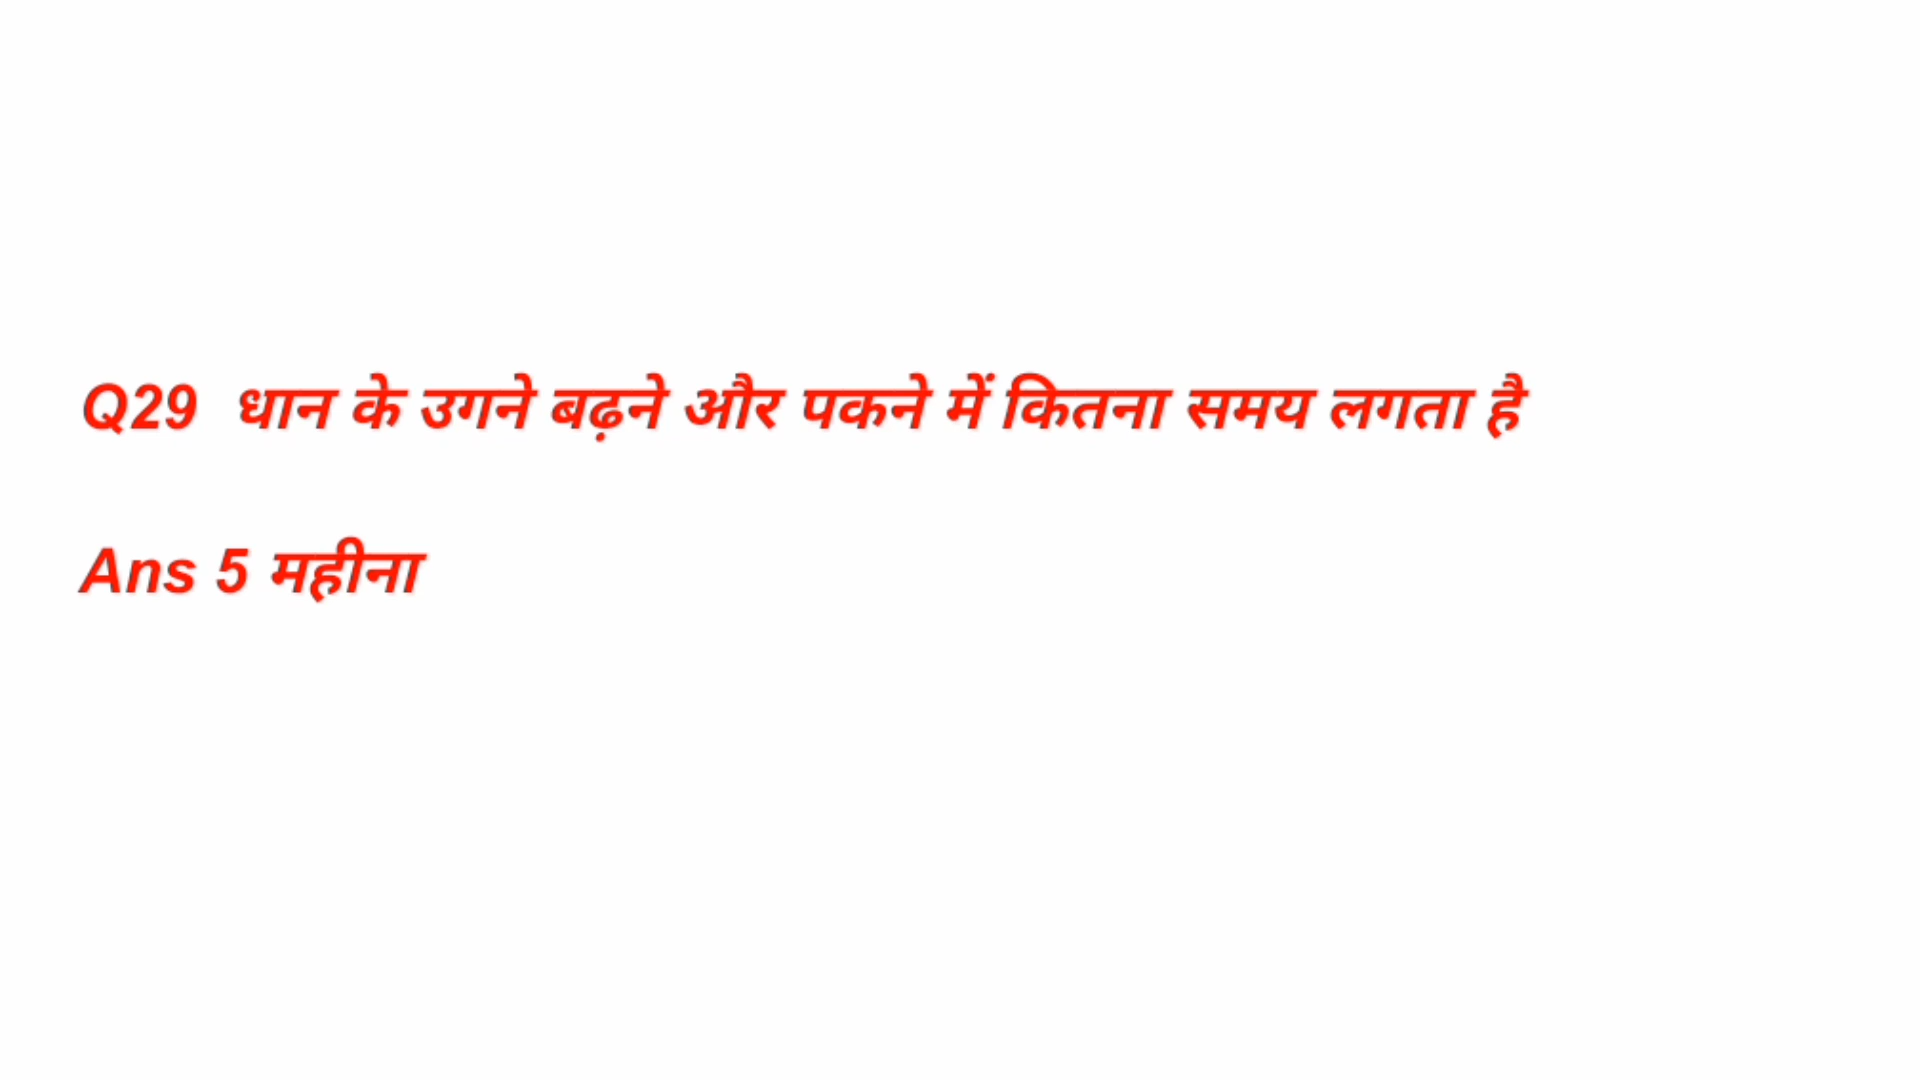 Q29 धान के उगने बढ़ने और पकने में कितना समय लगता है
Ans 5 महीना